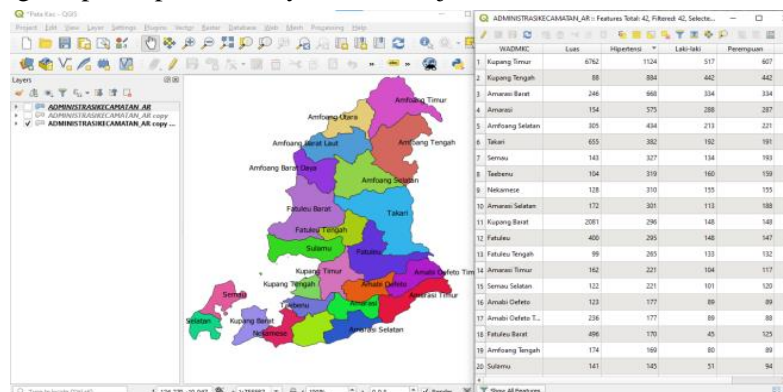 *Peta Kec — QGIS
Project Edit View Layer Settings Plugins Vector Raster Database Web Mesh Processing Help
Layers
ADMINISTRASIKECAMATAN_AR
ADMINISTRASIKECAMATAN_AR copy
ADMINISTRASIKECAMATAN_AR copy ...
Amfoang Timur
Amfoang Utara
Amfoang Barat Laut
Amfoang Tengah
Amfoang Barat Daya
Amfoang Selatan
Fatuleu Barat
Takari
Fatuleu Tengah
Sulamu
Fatuleu
Kupang Timur
Amabi Oefeto Tim
Kupang Tengah
Amabi Oefeto
Semau
Amarasi Timur
Taebenu
Amarasi
Selatan
Kupang Barat
Amarasi Selatan
Nekamese
100%
Render
ADMINISTRASIKECAMATAN_AR :: Features Total: 42, Filtered: 42, Selecte...
WADMKC Luas Hipertensi Laki-laki Perempuan
1 Kupang Timur 6762 1124 517 607
2 Kupang Tengah 88 884 442 442
3 Amarasi Barat 246 668 334 334
4 Amarasi 154 575 288 287
5 Amfoang Selatan 305 434 213 221
6 Takari 655 382 192 191
7 Semau 143 327 134 193
8 Taebenu 104 319 160 159
9 Nekamese 128 310 155 155
10 Amarasi Selatan 172 301 113 188
11 Kupang Barat 2081 296 148 148
12 Fatuleu 400 295 148 147
13 Fatuleu Tengah 99 265 133 132
14 Amarasi Timur 162 221 104 117
15 Semau Selatan 122 221 101 120
16 Amabi Oefeto 123 177 89 89
17 Amabi Oefeto T... 236 177 89 88
18 Fatuleu Barat 496 170 45 125
19 Amfoang Tengah 174 169 80 89
20 Sulamu 141 145 51 94
Show All Features